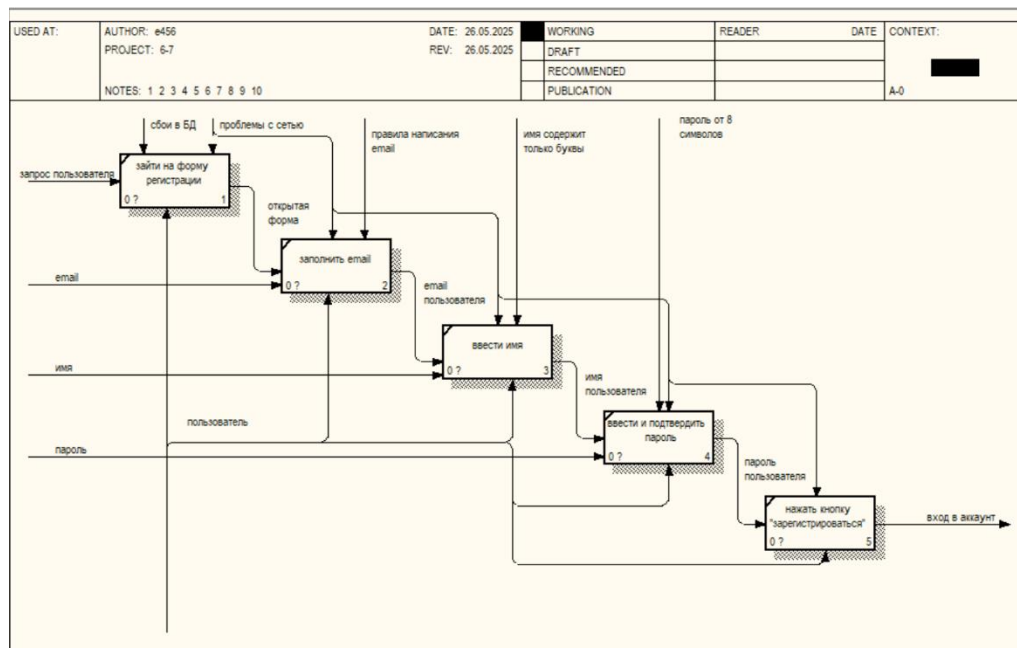 USED AT:
AUTHOR: e456
DATE: 26.05.2025
WORKING
READER
DATE
CONTEXT:
PROJECT: 6-7
REV: 26.05.2025
DRAFT
RECOMMENDED
NOTES: 1 2 3 4 5 6 7 8 9 10
PUBLICATION
A-0
сбои в БД
проблемы с сетью
правила написания
email
имя содержит
только буквы
пароль от 8
символов
запрос пользователя
зайти на форму
регистрации
0 ?
1
открытая
форма
заполнить email
0 ?
2
email
email
пользователя
ввести имя
0 ?
3
имя
имя
пользователя
пользователь
ввести и подтвердить
пароль
0 ?
4
пароль
пароль
пользователя
нажать кнопку
"зарегистрироваться"
0 ?
5
вход в аккаунт